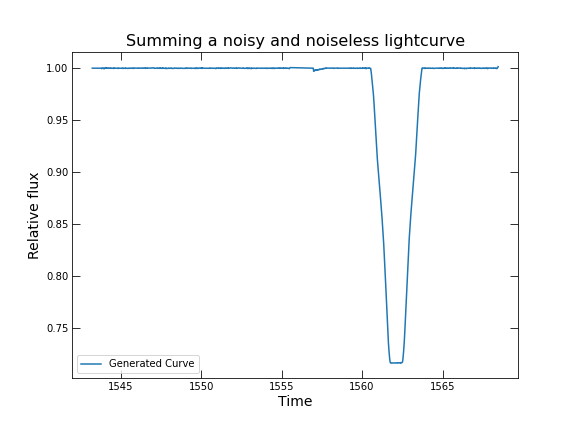 Summing a noisy and noiseless lightcurve
1.00
0.95
0.90
0.85
0.80
0.75
Relative flux
Generated Curve
1545 1550 1555 1560 1565
Time